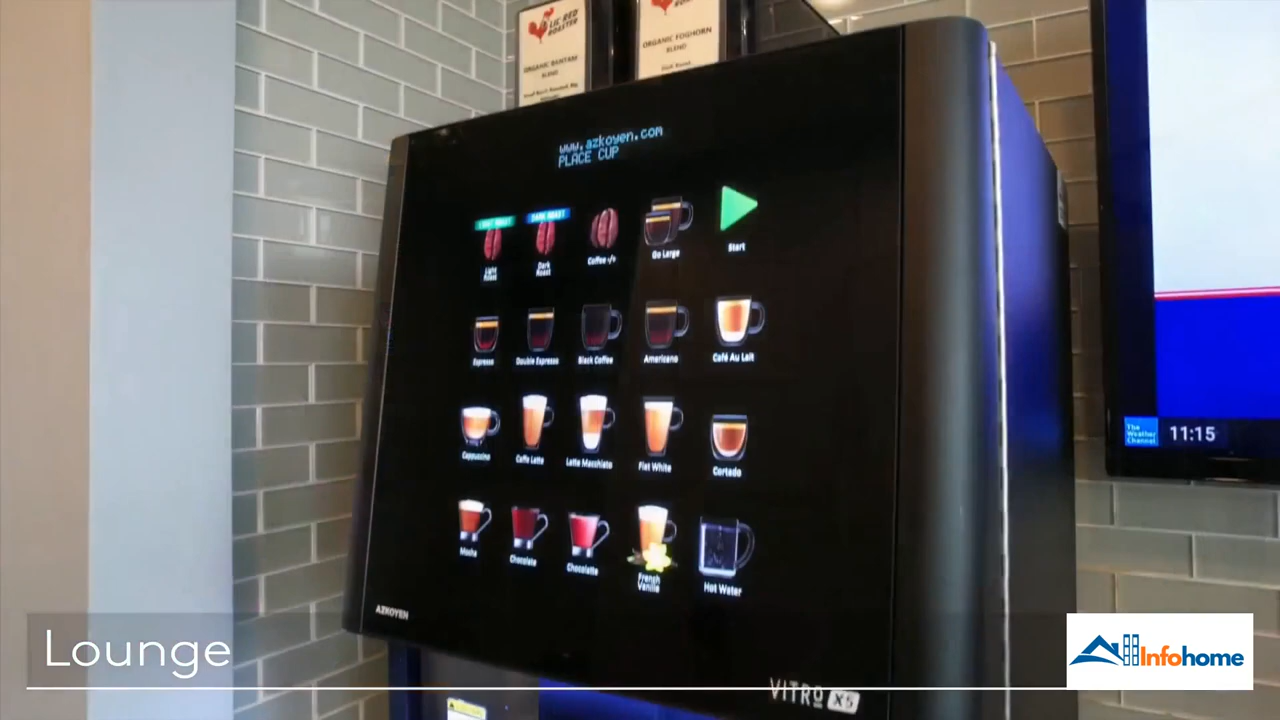 LIL' RED
ROASTER
ORGANIC BANTAM
BLEND
ORGANIC FOGHORN
BLEND
Dark Roast
www.azkoyen.com
PLACE CUP
LIGHT ROAST
DARK ROAST
Light
Roast
Dark
Roast
Coffee -/+
Go Large
Start
Espresso
Double Espresso
Black Coffee
Americano
Café Au Lait
Cappuccino
Caffe Latte
Latte Macchiato
Flat White
Cortado
Mocha
Chocolate
Chocolatte
French
Vanilla
Hot Water
AZKOYEN
VITRO X5
The
Weather
Channel
11:15
Lounge
Infohome